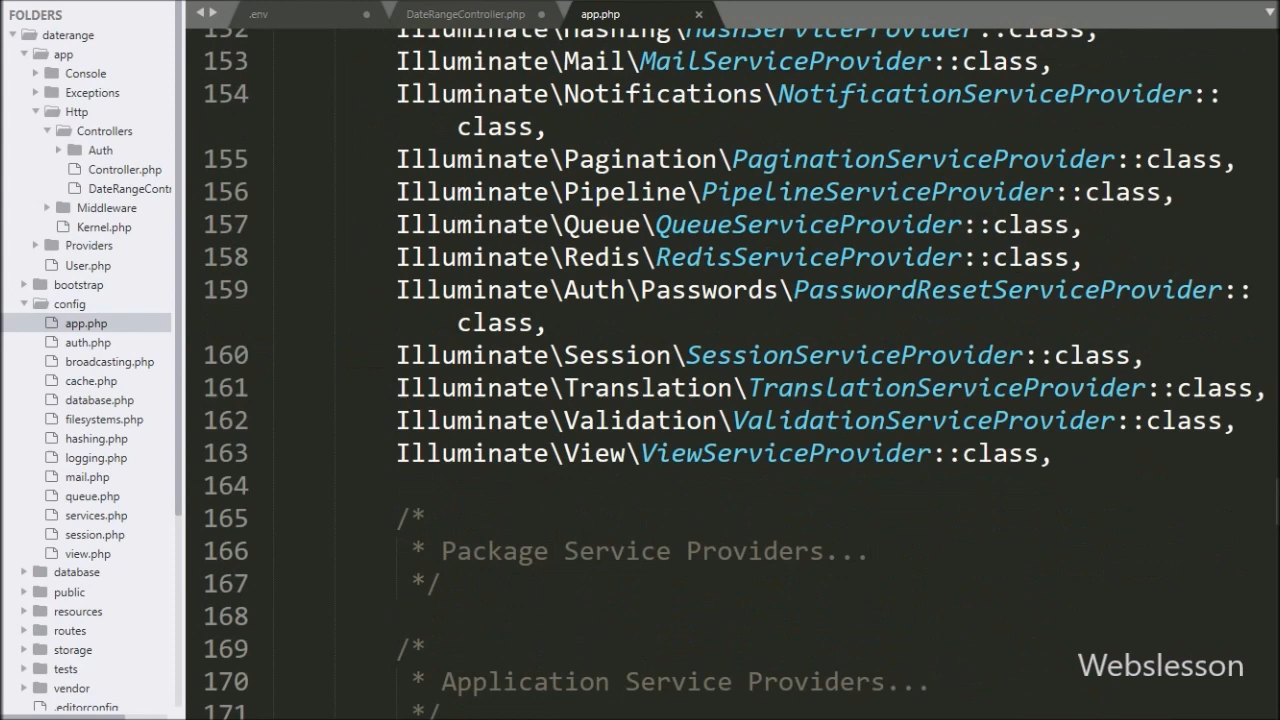 FOLDERS
daterange
app
Console
Exceptions
Http
Controllers
Auth
Controller.php
DateRangeContr
Middleware
Kernel.php
Providers
User.php
bootstrap
config
app.php
auth.php
broadcasting.php
cache.php
database.php
filesystems.php
hashing.php
logging.php
mail.php
queue.php
services.php
session.php
view.php
database
public
resources
routes
storage
tests
vendor
.editorconfig
.env
DateRangeController.php
app.php
152 Illuminate\Hashing\HashServiceProvider::class,
153 Illuminate\Mail\MailServiceProvider::class,
154 Illuminate\Notifications\NotificationServiceProvider::
class,
155 Illuminate\Pagination\PaginationServiceProvider::class,
156 Illuminate\Pipeline\PipelineServiceProvider::class,
157 Illuminate\Queue\QueueServiceProvider::class,
158 Illuminate\Redis\RedisServiceProvider::class,
159 Illuminate\Auth\Passwords\PasswordResetServiceProvider::
class,
160 Illuminate\Session\SessionServiceProvider::class,
161 Illuminate\Translation\TranslationServiceProvider::class,
162 Illuminate\Validation\ValidationServiceProvider::class,
163 Illuminate\View\ViewServiceProvider::class,
164
165 /*
166 * Package Service Providers...
167 */
168
169 /*
170 * Application Service Providers...
171 */
Webslesson